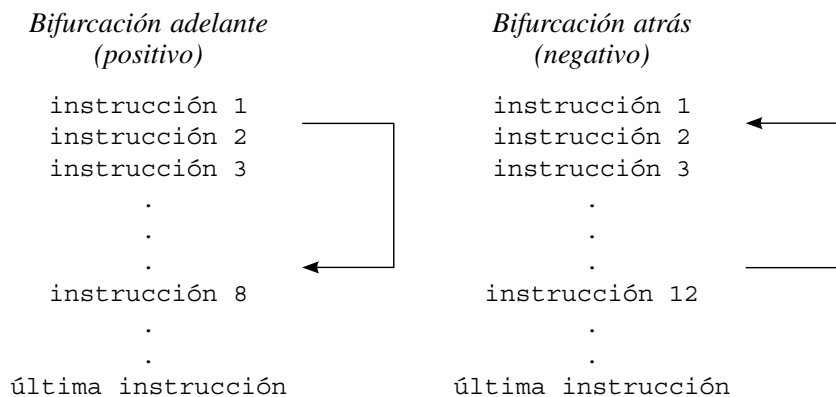 Bifurcación adelante
(positivo)
instrucción 1
instrucción 2
instrucción 3
.
.
.
instrucción 8
.
.
última instrucción
Bifurcación atrás
(negativo)
instrucción 1
instrucción 2
instrucción 3
.
.
.
instrucción 12
.
.
última instrucción